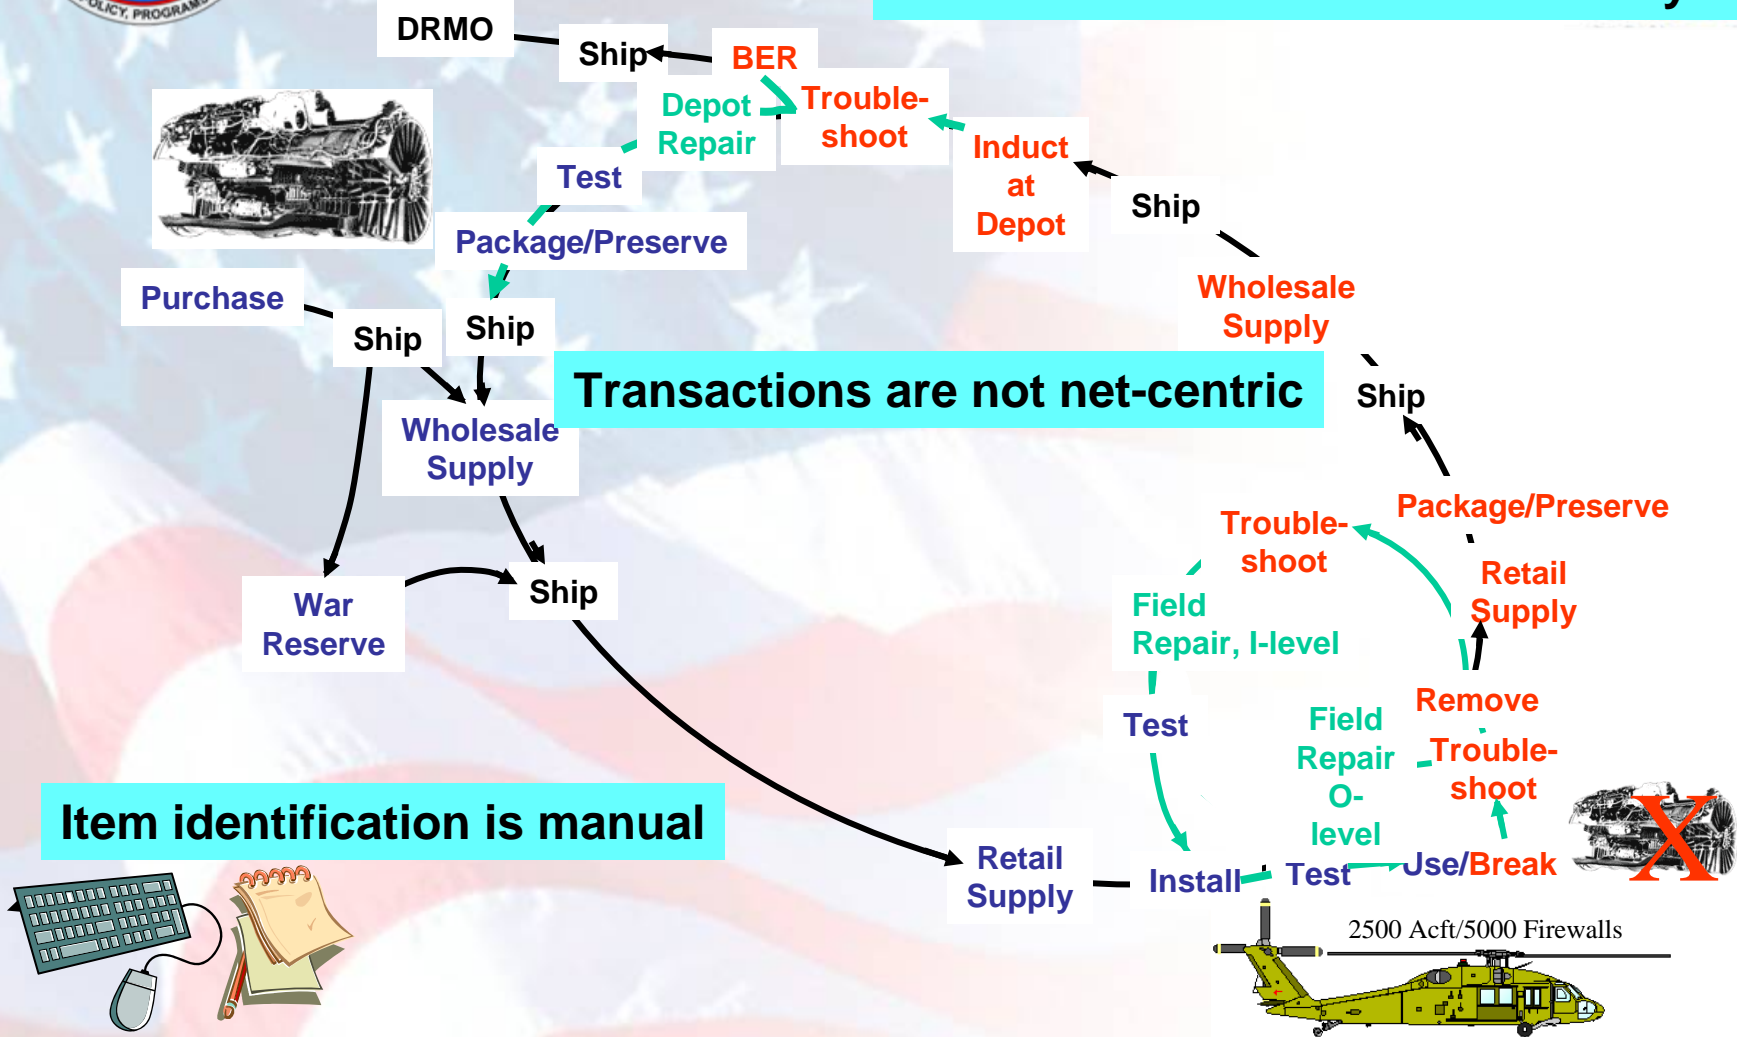 POLICY, PROGRAMS
DRMO
Ship
BER
Depot
Repair
Trouble-
shoot
Induct
at
Depot
Ship
Test
Package/Preserve
Purchase
Ship
Ship
Wholesale
Supply
Transactions are not net-centric
Ship
Wholesale
Supply
Package/Preserve
Trouble-
shoot
Retail
Supply
War
Reserve
Ship
Field
Repair, I-level
Remove
Test
Field
Repair
O-
level
Trouble-
shoot
Item identification is manual
X
Retail
Supply
Install
Test
Use/Break
2500 Acft/5000 Firewalls